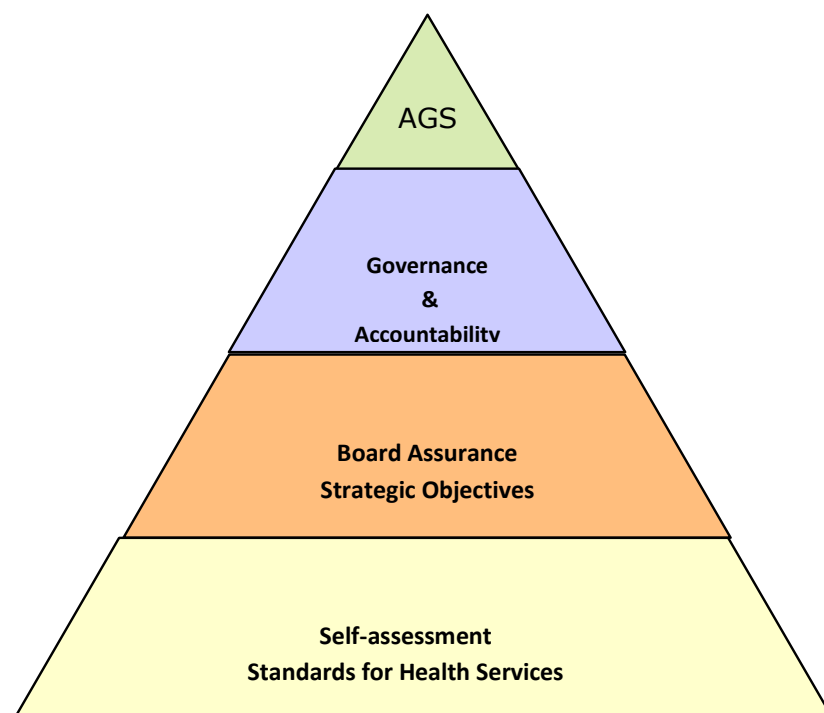 AGS
Governance
&
Accountability
Board Assurance
Strategic Objectives
Self-assessment
Standards for Health Services